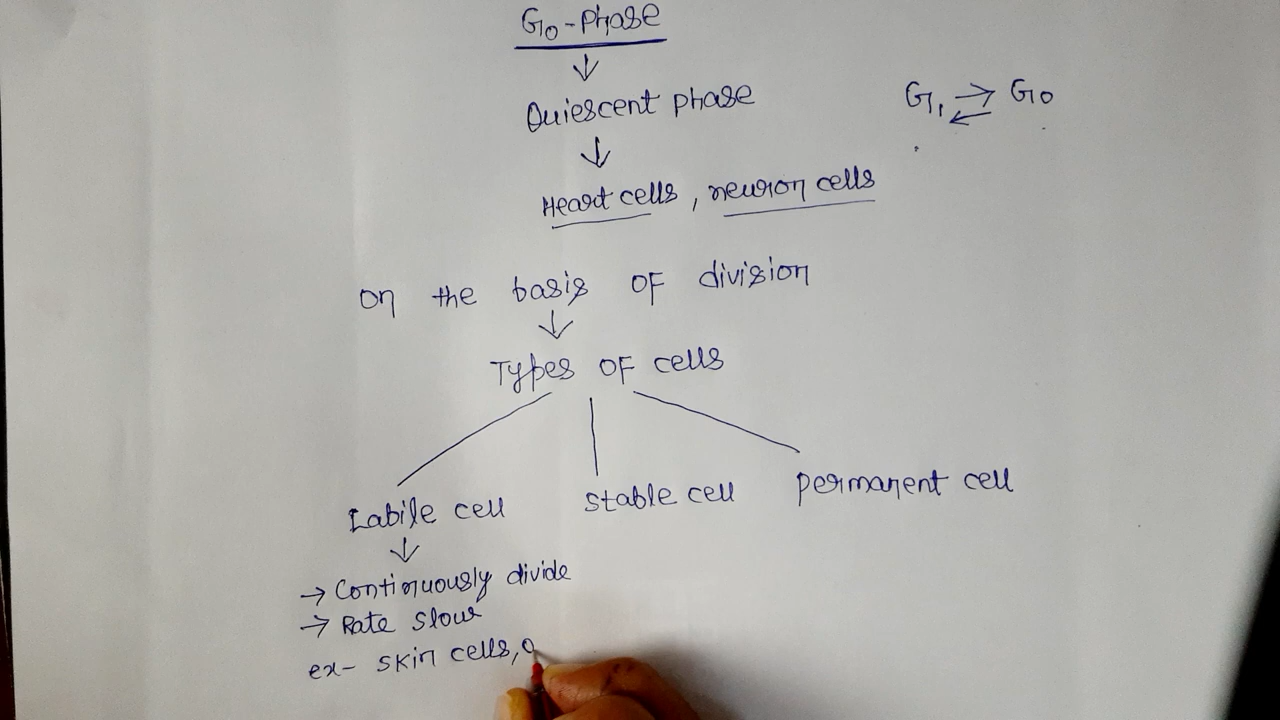 G0-Phase
↓
Quiescent phase
G1 ⇌ G0
↓
Heart cells, neuron cells
on the basis OF division
↓
Types OF cells
Labile cell
stable cell
permanent cell
↓
→ Continuously divide
→ Rate slow
ex- skin cells,